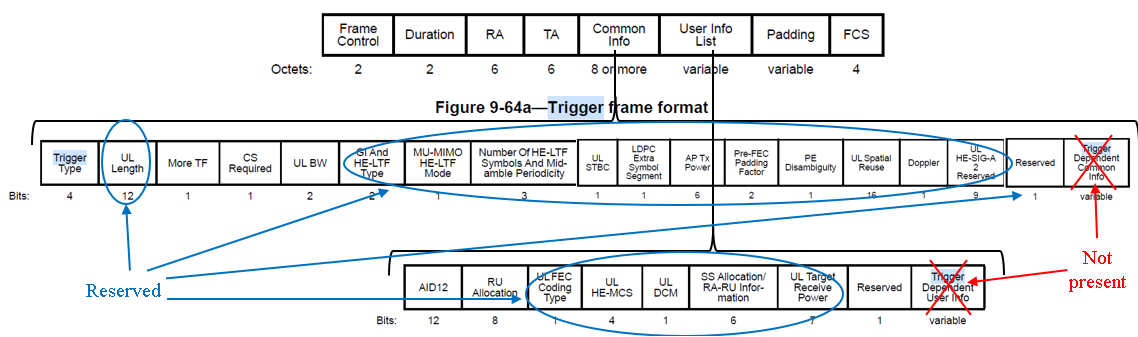 Frame Control Duration RA TA Common Info User Info List Padding FCS
Octets: 2 2 6 6 8 or more variable variable 4
Figure 9-64a—Trigger frame format
Trigger Type UL Length More TF CS Required UL BW GI And HE-LTF Type MU-MIMO HE-LTF Mode Number Of HE-LTF Symbols And Mid-amble Periodicity UL STBC LDPC Extra Symbol Segment AP Tx Power Pre-FEC Padding Factor PE Disambiguity UL Spatial Reuse Doppler UL HE-SIG-A 2 Reserved Reserved Trigger Dependent Common Info
Bits: 4 12 1 1 2 2 1 3 1 1 6 2 1 16 1 9 1 variable
Reserved
Not present
AID12 RU Allocation UL FEC Coding Type UL HE-MCS UL DCM SS Allocation/ RA-RU Infor-mation UL Target Receive Power Reserved Trigger Dependent User Info
Bits: 12 8 1 4 1 6 7 1 variable